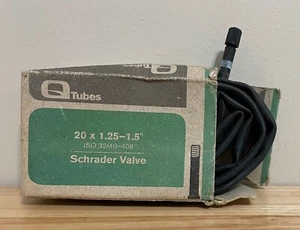 Q
Tubes
20 x 1.25-1.5"
ISO 32/40-406
Schrader Valve